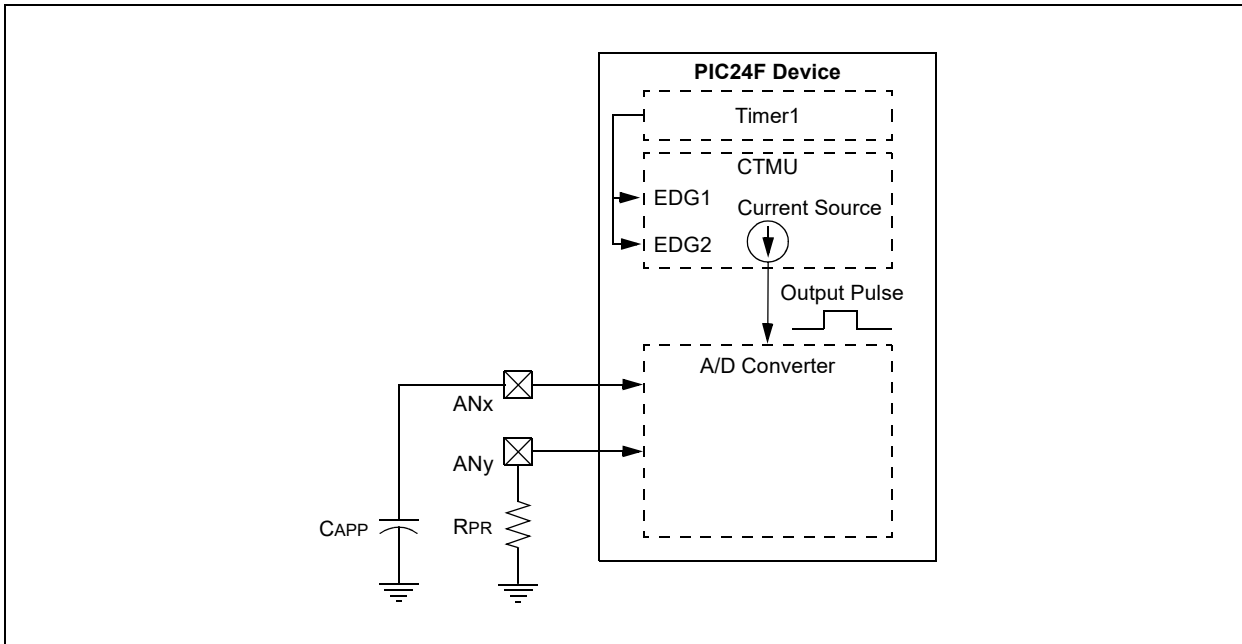 PIC24F Device
Timer1
CTMU
EDG1
Current Source
EDG2
Output Pulse
A/D Converter
ANx
ANy
CAPP
RPR